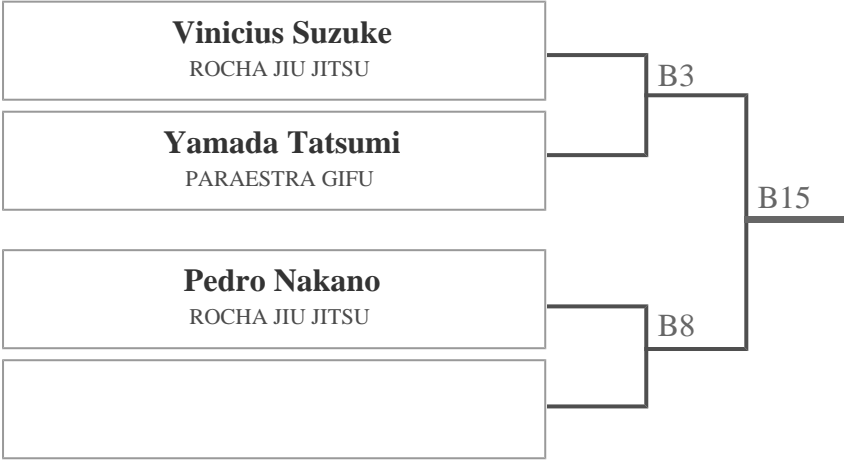 Vinicius Suzuke
ROCHA JIU JITSU
B3
Yamada Tatsumi
PARAESTRA GIFU
B15
Pedro Nakano
ROCHA JIU JITSU
B8